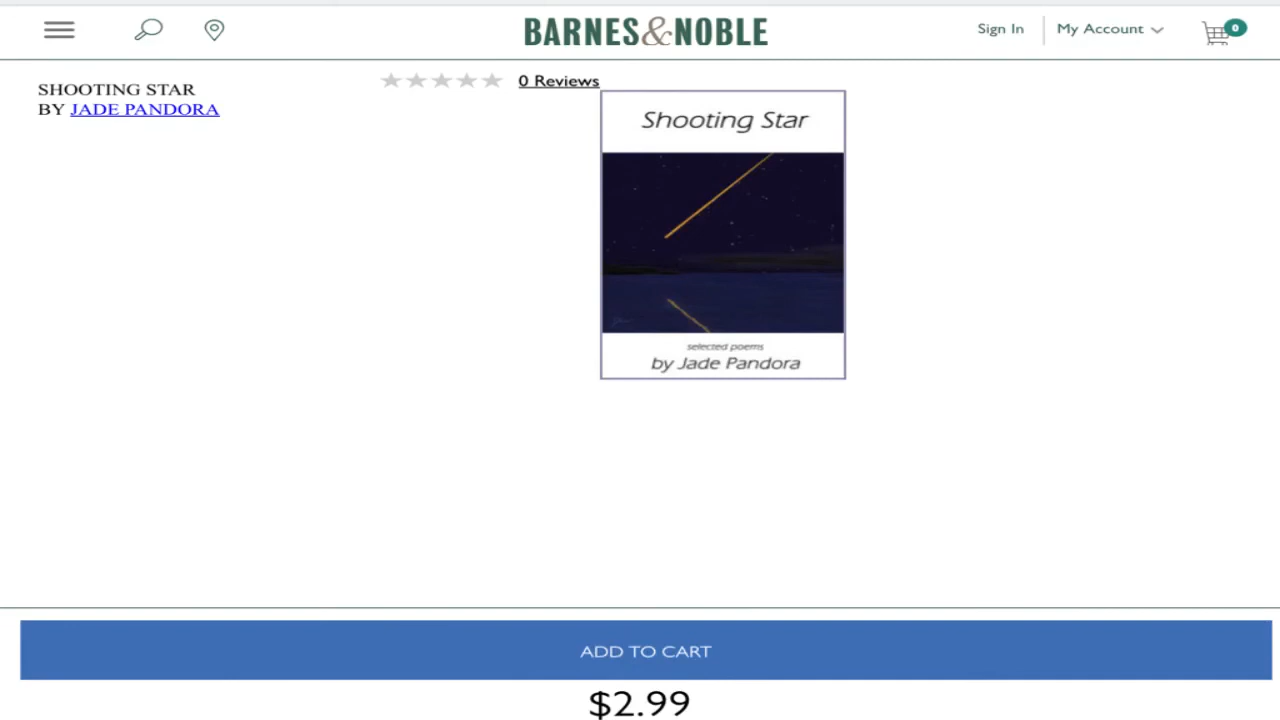 BARNES&NOBLE
Sign In
My Account
0
SHOOTING STAR
BY JADE PANDORA
0 Reviews
Shooting Star
selected poems
by Jade Pandora
ADD TO CART
$2.99